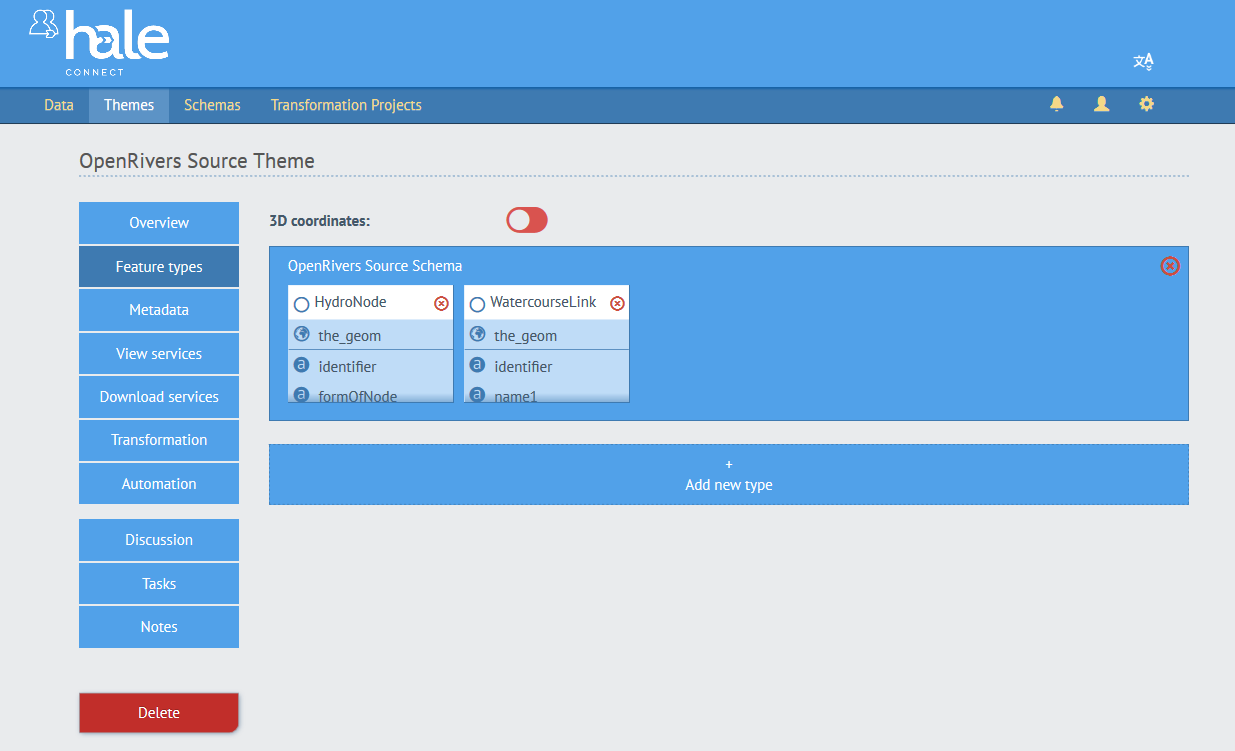 hale
CONNECT
文A
Data Themes Schemas Transformation Projects
OpenRivers Source Theme
Overview
Feature types
Metadata
View services
Download services
Transformation
Automation
Discussion
Tasks
Notes
Delete
3D coordinates:
OpenRivers Source Schema
HydroNode
the_geom
a identifier
a formOfNode
WatercourseLink
the_geom
a identifier
a name1
+
Add new type